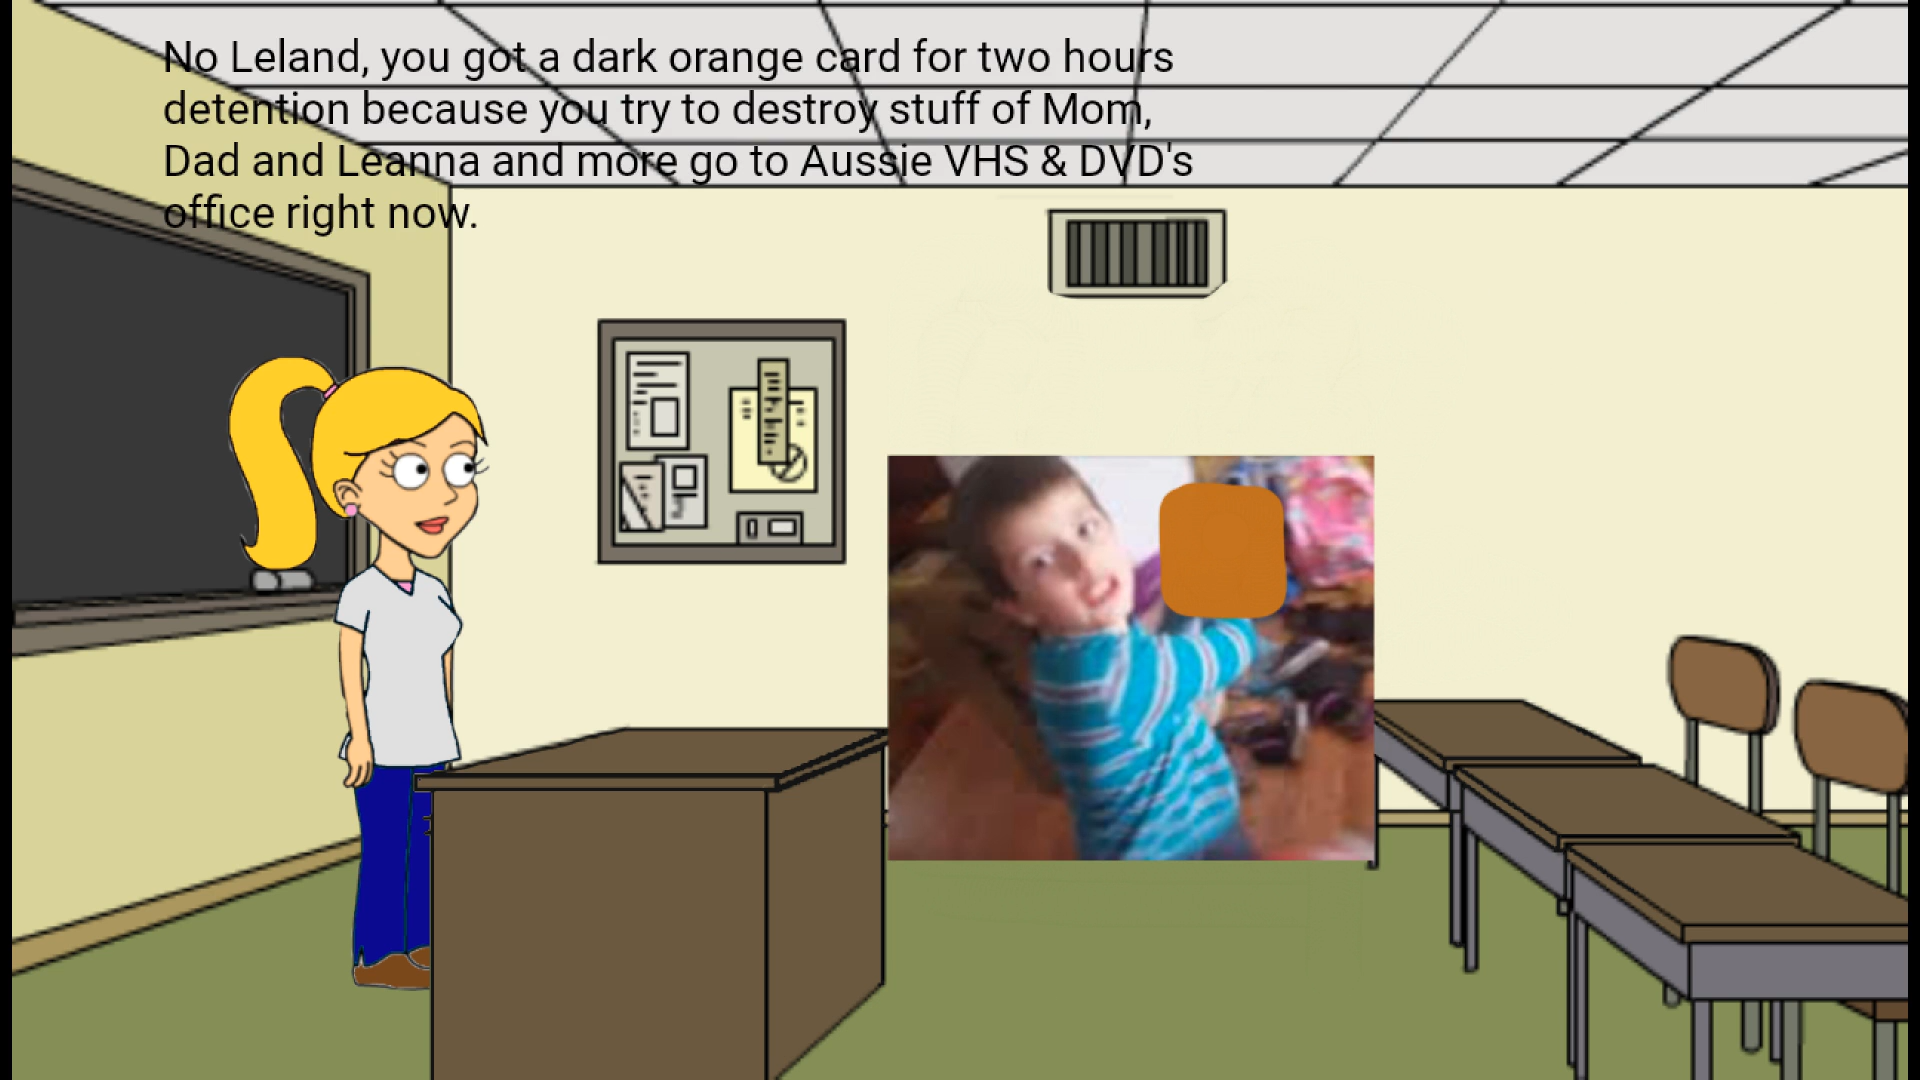 No Leland, you got a dark orange card for two hours
detention because you try to destroy stuff of Mom,
Dad and Leanna and more go to Aussie VHS & DVD's
office right now.